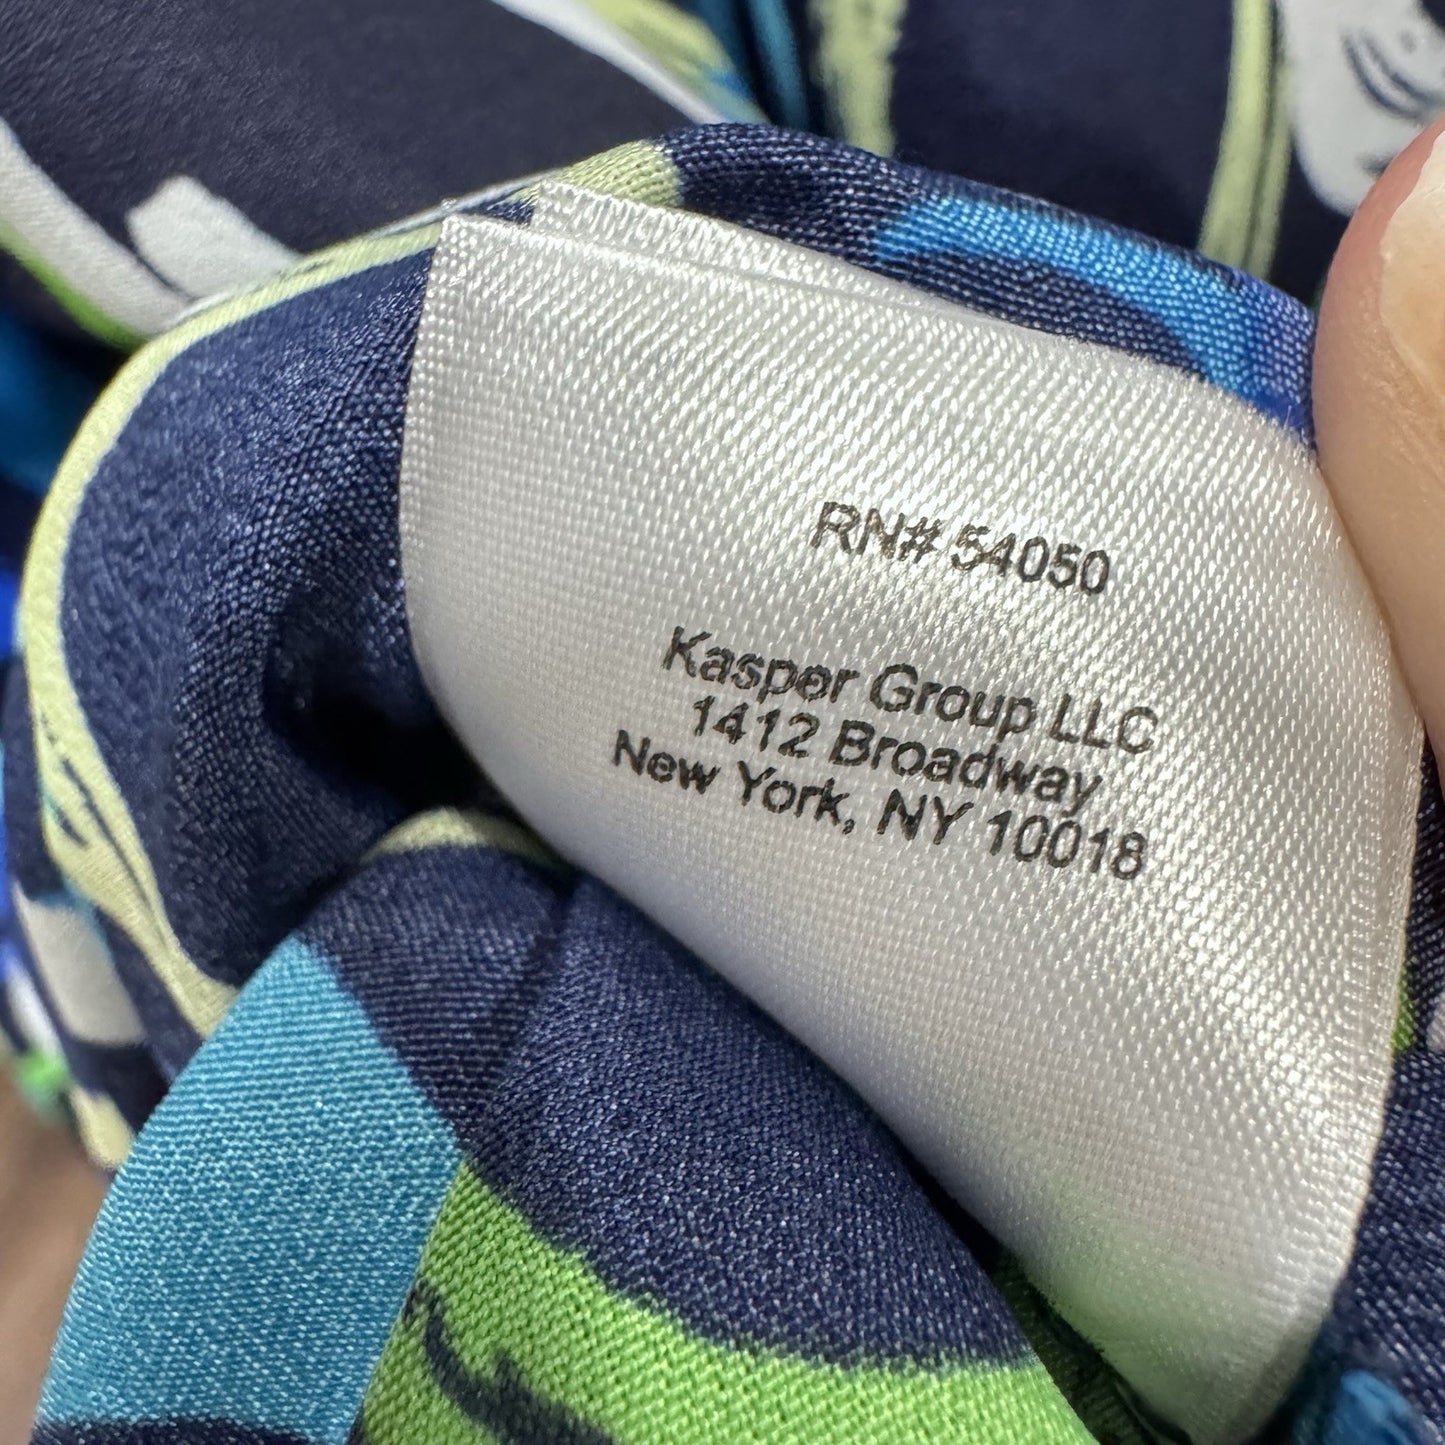 RN# 54050
Kasper Group LLC
1412 Broadway
New York, NY 10018